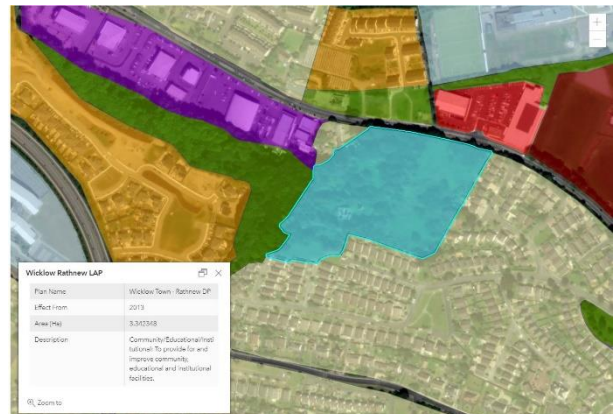 Wicklow Rathnew LAP
Plan Name Wicklow Town - Rathnew DP
Effect From 2013
Area (Ha) 3.342368
Description Community/Educational/Insti
tutional: To provide for and
improve community,
educational and institutional
facilities.
Zoom to